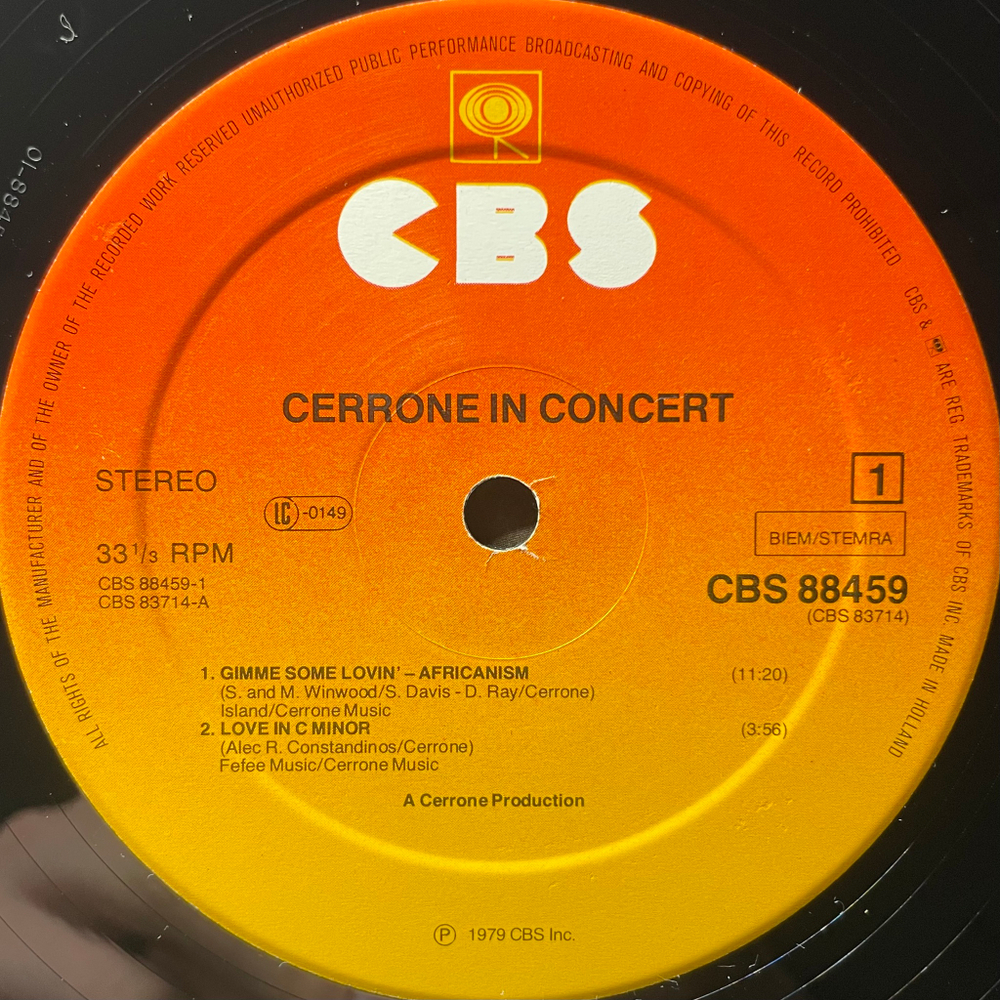 ALL RIGHTS OF THE MANUFACTURER AND OF THE OWNER OF THE RECORDED WORK RESERVED UNAUTHORIZED PUBLIC PERFORMANCE BROADCASTING AND COPYING OF THIS RECORD PROHIBITED CBS & ARE REG. TRADEMARKS OF CBS INC. MADE IN HOLLAND
CBS
CERRONE IN CONCERT
STEREO
LC -0149
1
BIEM/STEMRA
33 1/3 RPM
CBS 88459-1
CBS 83714-A
CBS 88459
(CBS 83714)
1. GIMME SOME LOVIN' – AFRICANISM (11:20)
(S. and M. Winwood/S. Davis - D. Ray/Cerrone)
Island/Cerrone Music
2. LOVE IN C MINOR (3:56)
(Alec R. Constandinos/Cerrone)
Fefee Music/Cerrone Music
A Cerrone Production
Ⓟ 1979 CBS Inc.